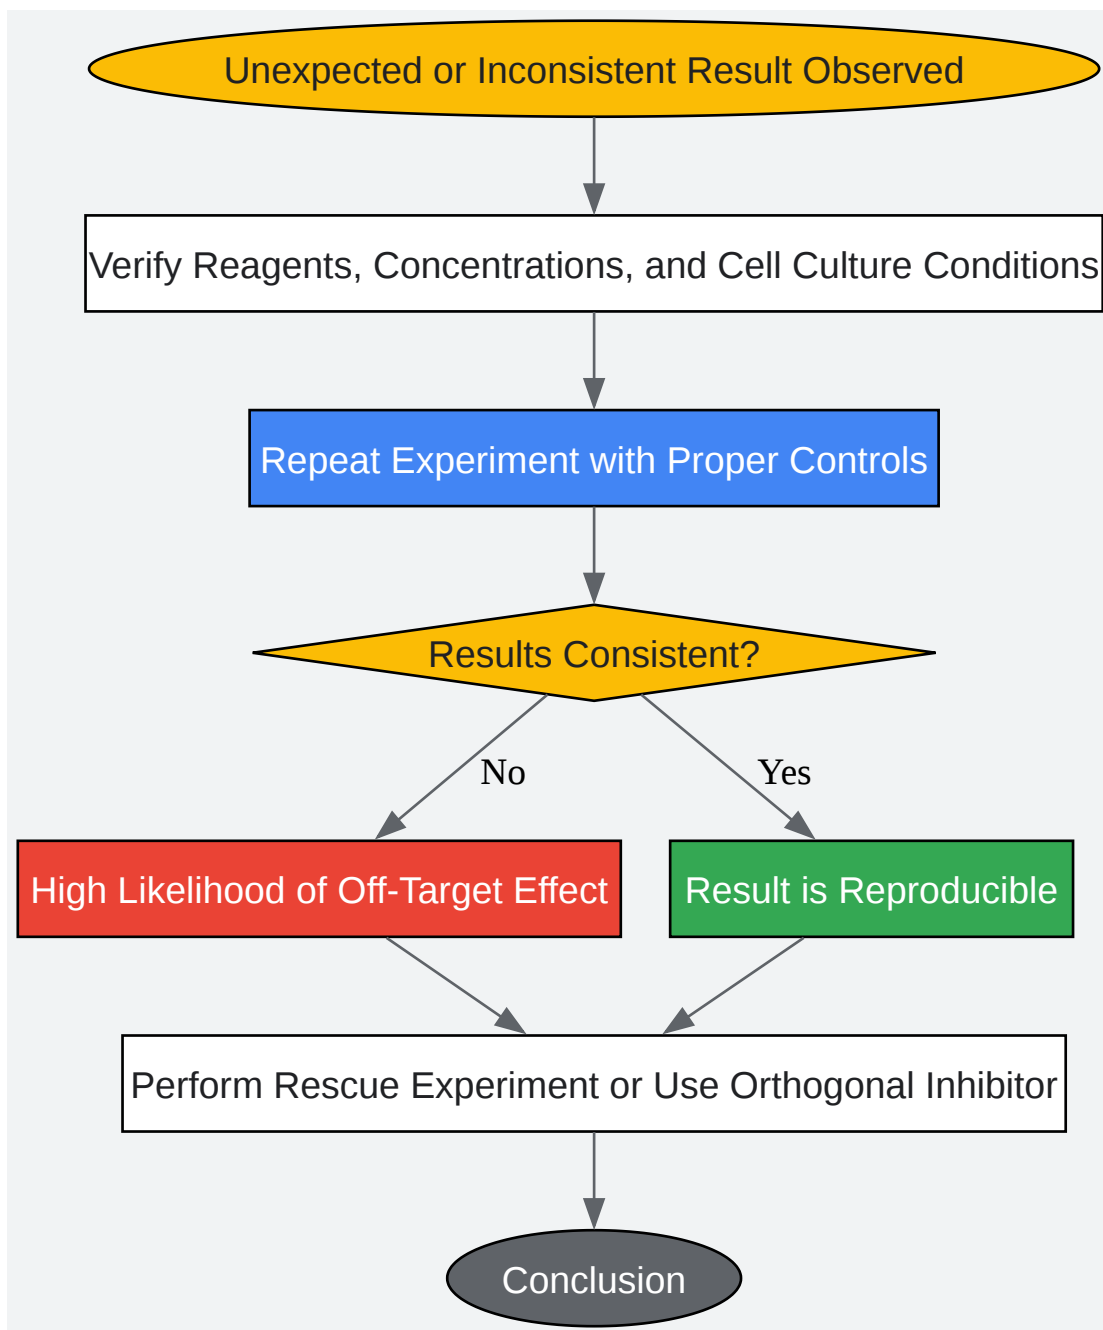 Unexpected or Inconsistent Result Observed
Verify Reagents, Concentrations, and Cell Culture Conditions
Repeat Experiment with Proper Controls
Results Consistent?
No
Yes
High Likelihood of Off-Target Effect
Result is Reproducible
Perform Rescue Experiment or Use Orthogonal Inhibitor
Conclusion